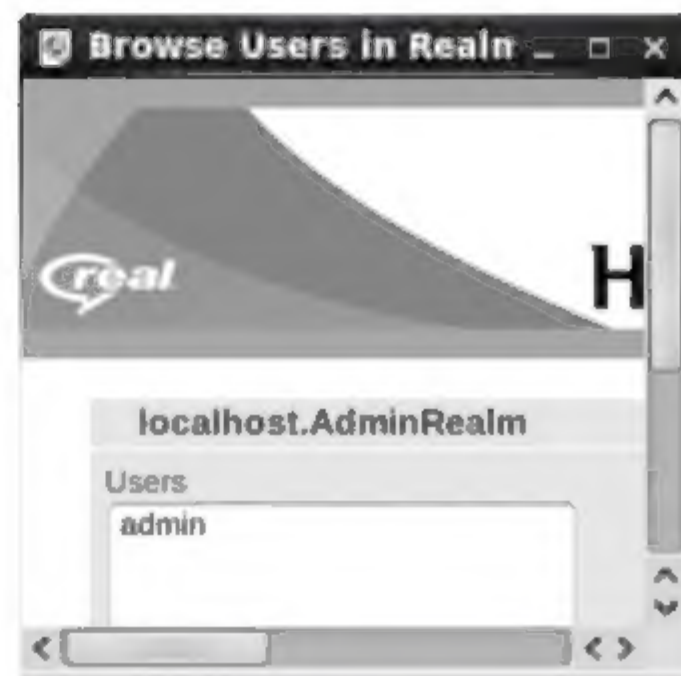 Browse Users in Realm
real
H
localhost.AdminRealm
Users
admin